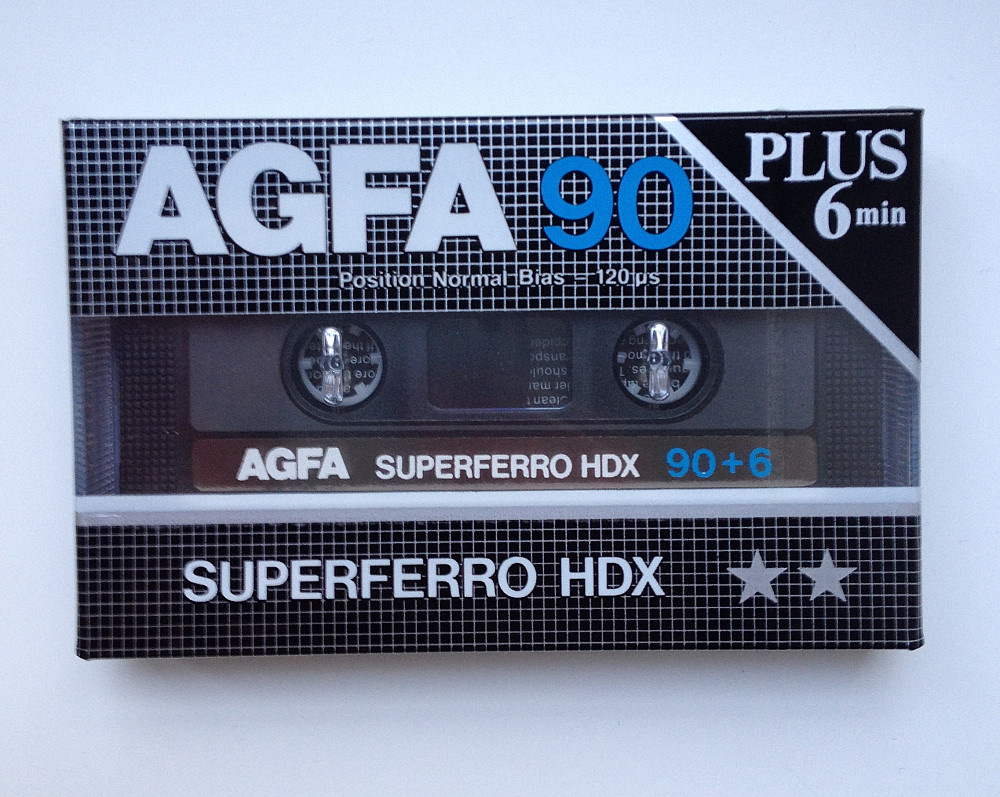 AGFA 90
PLUS
6 min
Position Normal Bias – 120 µs
AGFA SUPERFERRO HDX 90+6
SUPERFERRO HDX